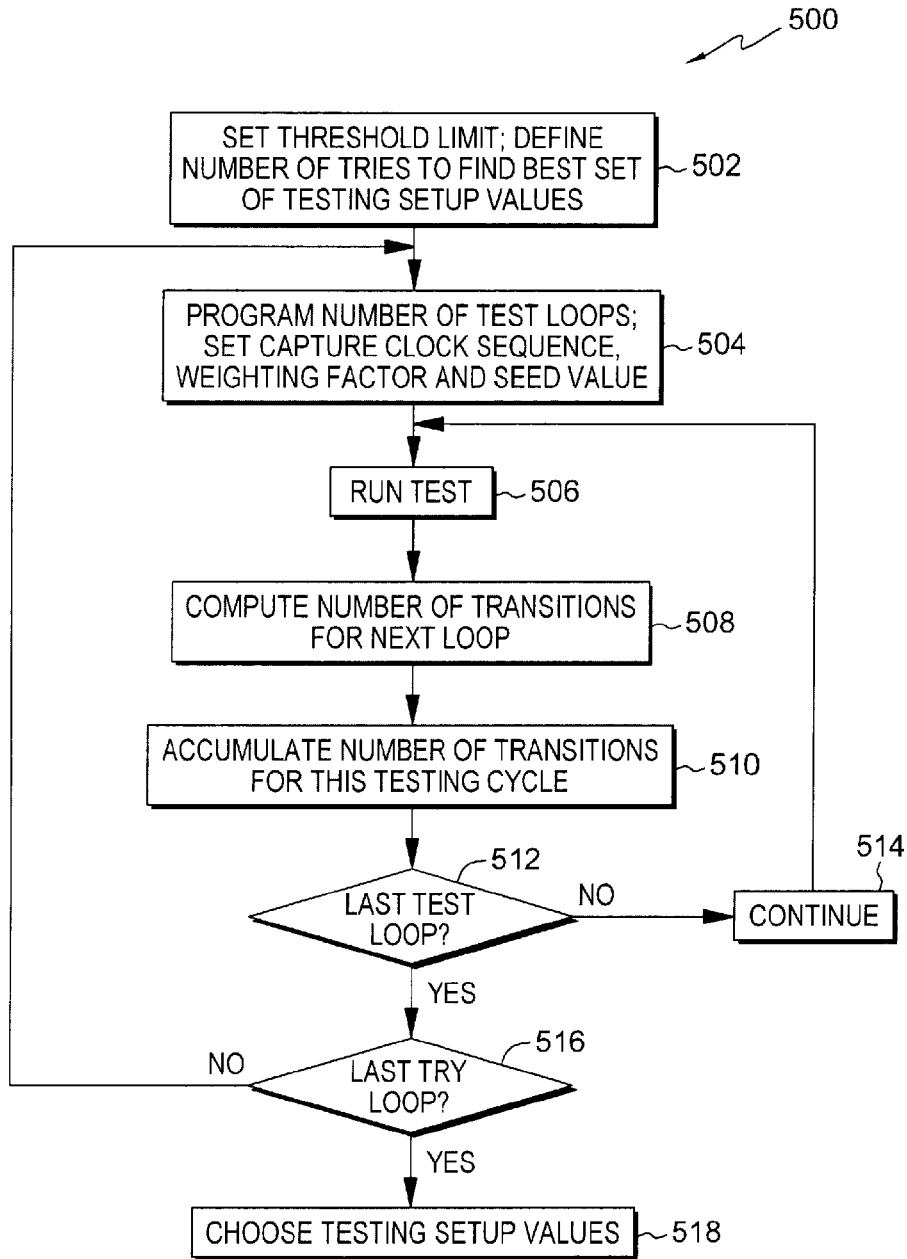 500
SET THRESHOLD LIMIT; DEFINE
NUMBER OF TRIES TO FIND BEST SET
OF TESTING SETUP VALUES
502
PROGRAM NUMBER OF TEST LOOPS;
SET CAPTURE CLOCK SEQUENCE,
WEIGHTING FACTOR AND SEED VALUE
504
RUN TEST
506
COMPUTE NUMBER OF TRANSITIONS
FOR NEXT LOOP
508
ACCUMULATE NUMBER OF TRANSITIONS
FOR THIS TESTING CYCLE
510
512
LAST TEST
LOOP?
NO
514
CONTINUE
YES
516
LAST TRY
LOOP?
NO
YES
CHOOSE TESTING SETUP VALUES
518